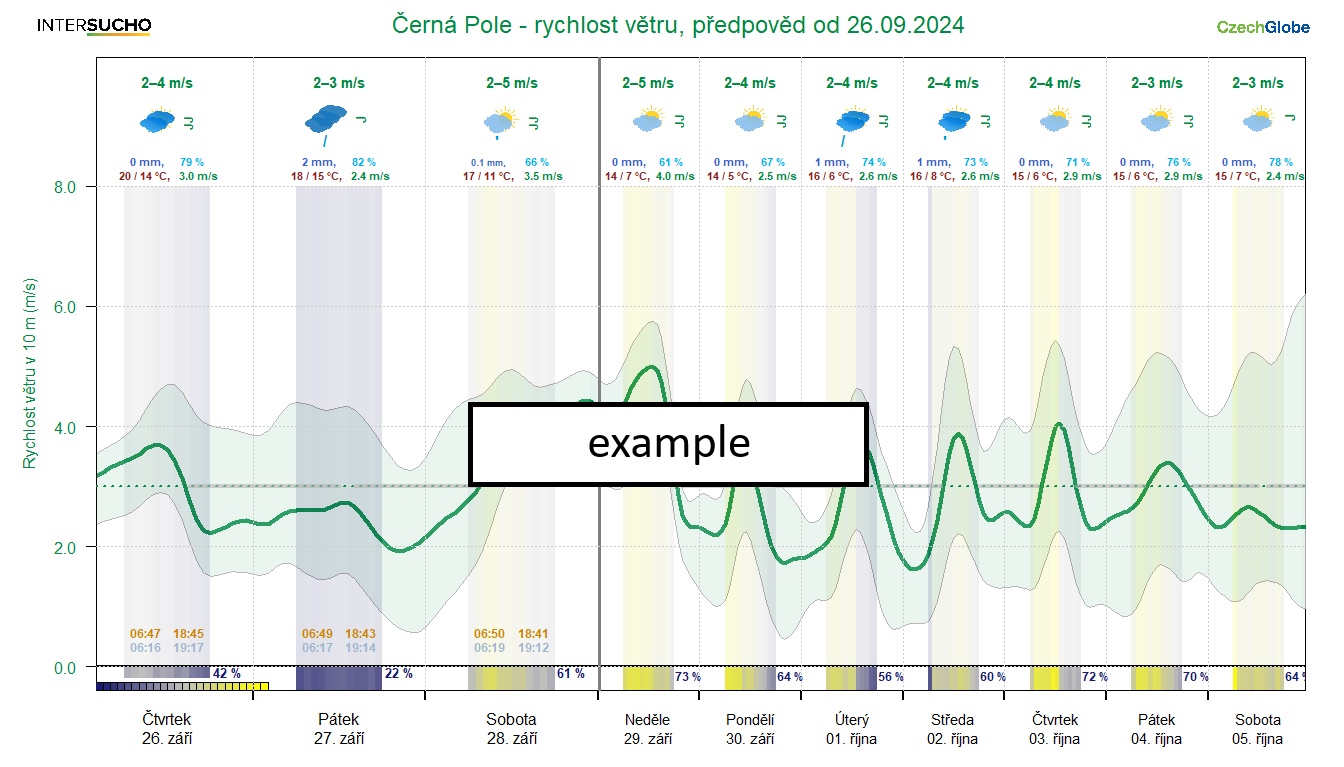 INTERSUCHO
Černá Pole - rychlost větru, předpověd od 26.09.2024
CzechGlobe
2–4 m/s 2–3 m/s 2–5 m/s 2–5 m/s 2–4 m/s 2–4 m/s 2–4 m/s 2–4 m/s 2–3 m/s 2–3 m/s
JJ J JJ JJ JJ JJ JJ JJ JJ J
0 mm, 79 % 2 mm, 82 % 0.1 mm, 66 % 0 mm, 61 % 0 mm, 67 % 1 mm, 74 % 1 mm, 73 % 0 mm, 71 % 0 mm, 76 % 0 mm, 78 %
20 / 14 °C, 3.0 m/s 18 / 15 °C, 2.4 m/s 17 / 11 °C, 3.5 m/s 14 / 7 °C, 4.0 m/s 14 / 5 °C, 2.5 m/s 16 / 6 °C, 2.6 m/s 16 / 8 °C, 2.6 m/s 15 / 6 °C, 2.9 m/s 15 / 6 °C, 2.9 m/s 15 / 7 °C, 2.4 m/s
8.0
6.0
4.0
2.0
0.0
Rychlost větru v 10 m (m/s)
example
06:47 18:45 06:49 18:43 06:50 18:41
06:16 19:17 06:17 19:14 06:19 19:12
42 % 22 % 61 % 73 % 64 % 56 % 60 % 72 % 70 % 64 %
Čtvrtek Pátek Sobota Neděle Pondělí Úterý Středa Čtvrtek Pátek Sobota
26. září 27. září 28. září 29. září 30. září 01. října 02. října 03. října 04. října 05. října